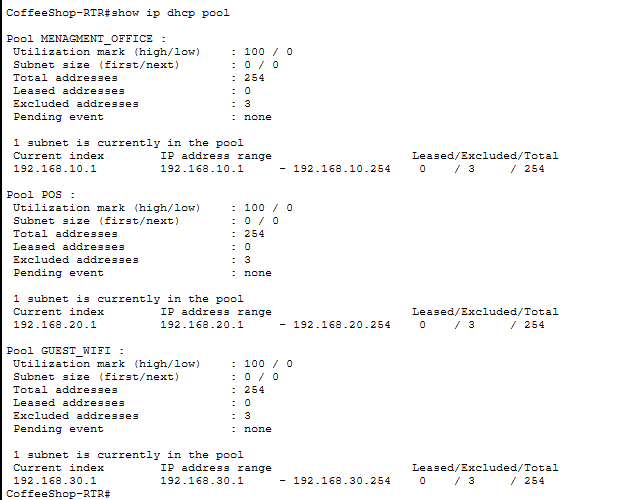 CoffeeShop-RTR#show ip dhcp pool

Pool MENAGMENT_OFFICE :
 Utilization mark (high/low)    : 100 / 0
 Subnet size (first/next)       : 0 / 0
 Total addresses                : 254
 Leased addresses               : 0
 Excluded addresses             : 3
 Pending event                  : none

 1 subnet is currently in the pool
 Current index        IP address range                    Leased/Excluded/Total
 192.168.10.1         192.168.10.1     - 192.168.10.254    0    / 3     / 254

Pool POS :
 Utilization mark (high/low)    : 100 / 0
 Subnet size (first/next)       : 0 / 0
 Total addresses                : 254
 Leased addresses               : 0
 Excluded addresses             : 3
 Pending event                  : none

 1 subnet is currently in the pool
 Current index        IP address range                    Leased/Excluded/Total
 192.168.20.1         192.168.20.1     - 192.168.20.254    0    / 3     / 254

Pool GUEST_WIFI :
 Utilization mark (high/low)    : 100 / 0
 Subnet size (first/next)       : 0 / 0
 Total addresses                : 254
 Leased addresses               : 0
 Excluded addresses             : 3
 Pending event                  : none

 1 subnet is currently in the pool
 Current index        IP address range                    Leased/Excluded/Total
 192.168.30.1         192.168.30.1     - 192.168.30.254    0    / 3     / 254
CoffeeShop-RTR#